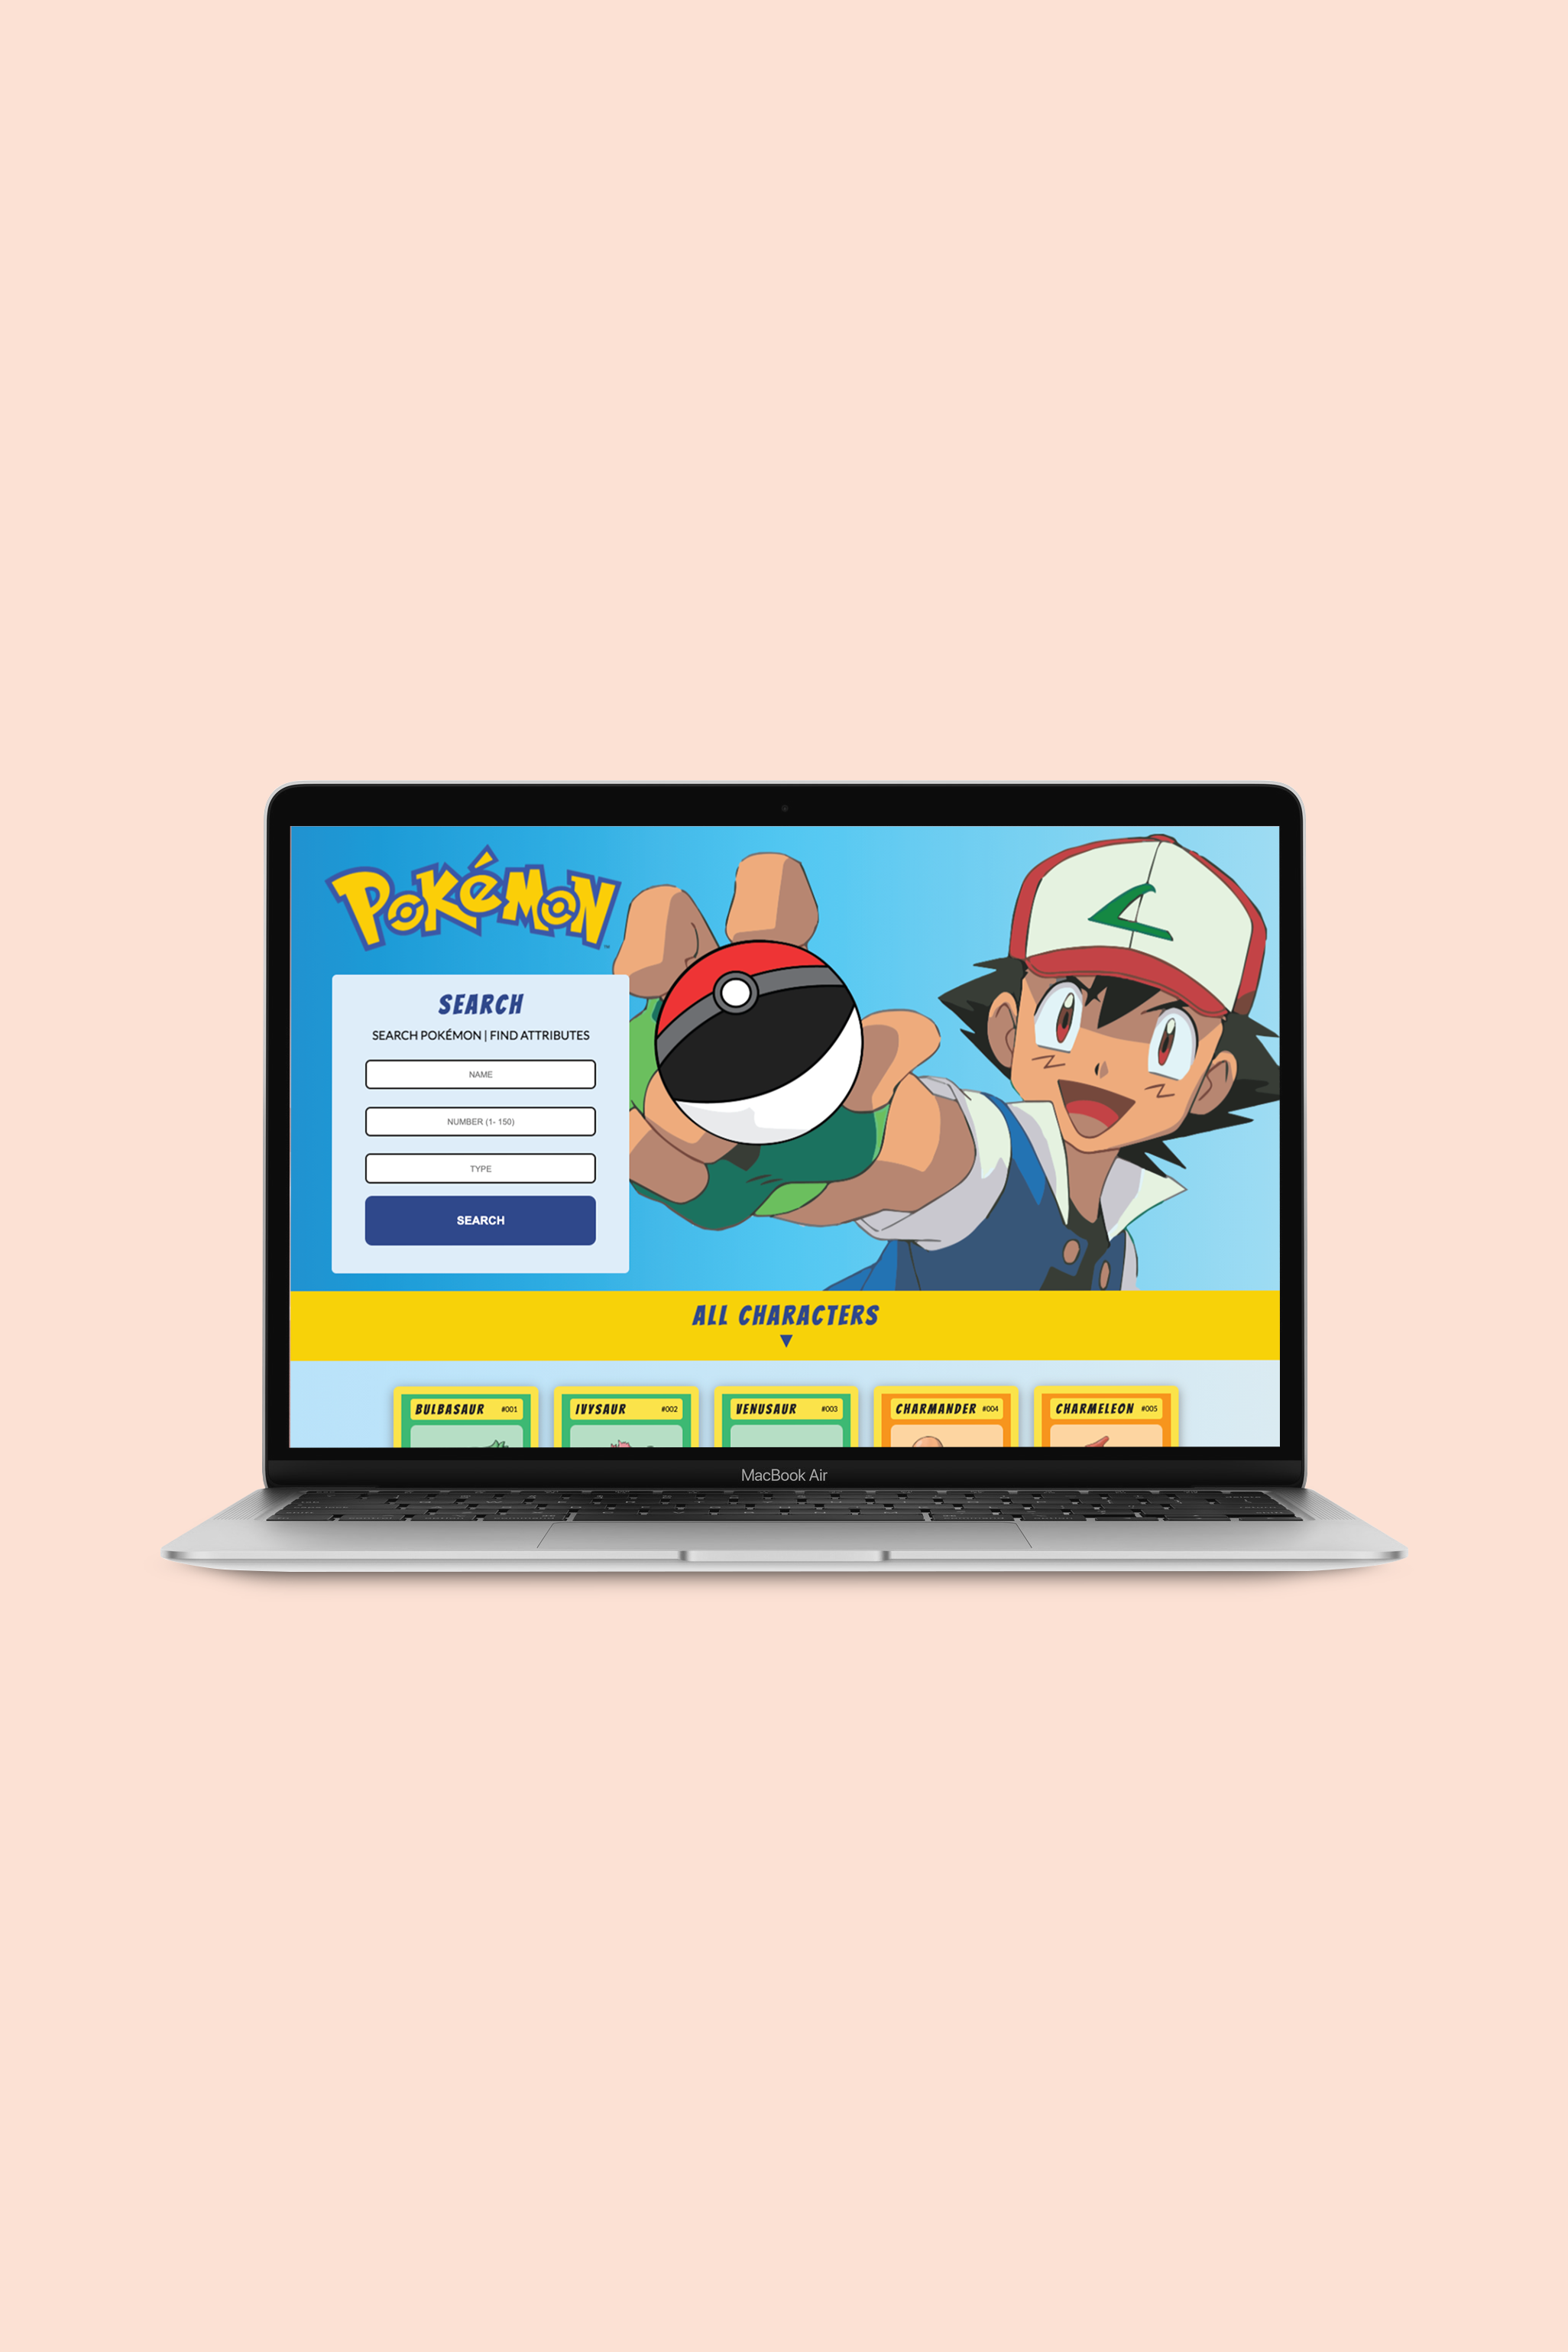 POKéMON
™
SEARCH
SEARCH POKÉMON | FIND ATTRIBUTES
NAME
NUMBER (1- 150)
TYPE
SEARCH
ALL CHARACTERS
BULBASAUR #001
IVYSAUR #002
VENUSAUR #003
CHARMANDER #004
CHARMELEON #005
MacBook Air